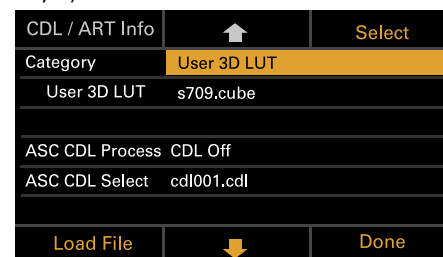 CDL / ART Info Select
Category User 3D LUT
User 3D LUT s709.cube
ASC CDL Process CDL Off
ASC CDL Select cdl001.cdl
Load File Done